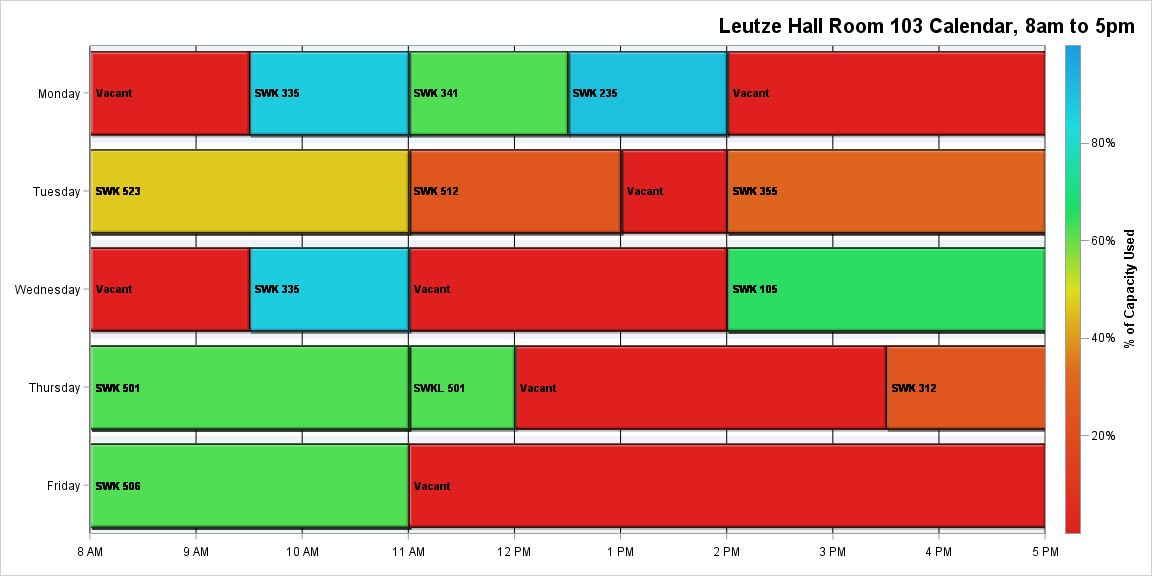 Leutze Hall Room 103 Calendar, 8am to 5pm
Monday
Vacant
SWK 335
SWK 341
SWK 235
Vacant
Tuesday
SWK 523
SWK 512
Vacant
SWK 355
Wednesday
Vacant
SWK 335
Vacant
SWK 105
Thursday
SWK 501
SWKL 501
Vacant
SWK 312
Friday
SWK 506
Vacant
8 AM
9 AM
10 AM
11 AM
12 PM
1 PM
2 PM
3 PM
4 PM
5 PM
80%
60%
40%
20%
% of Capacity Used